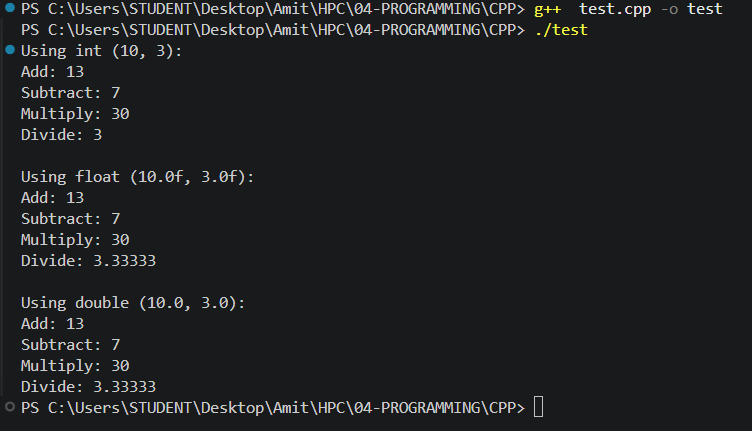 PS C:\Users\STUDENT\Desktop\Amit\HPC\04-PROGRAMMING\CPP> g++  test.cpp -o test
PS C:\Users\STUDENT\Desktop\Amit\HPC\04-PROGRAMMING\CPP> ./test
Using int (10, 3):
Add: 13
Subtract: 7
Multiply: 30
Divide: 3

Using float (10.0f, 3.0f):
Add: 13
Subtract: 7
Multiply: 30
Divide: 3.33333

Using double (10.0, 3.0):
Add: 13
Subtract: 7
Multiply: 30
Divide: 3.33333
PS C:\Users\STUDENT\Desktop\Amit\HPC\04-PROGRAMMING\CPP>